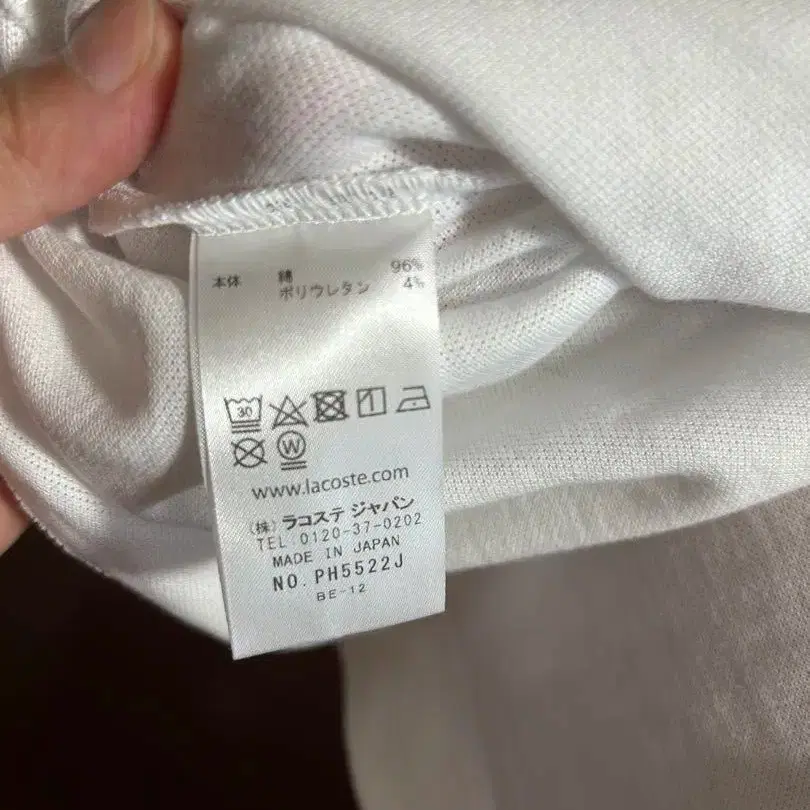 本体 綿 96%
ポリウレタン 4%
30
W
www.lacoste.com
(株) ラコステ ジャパン
TEL 0120-37-0202
MADE IN JAPAN
NO. PH5522J
BE-12